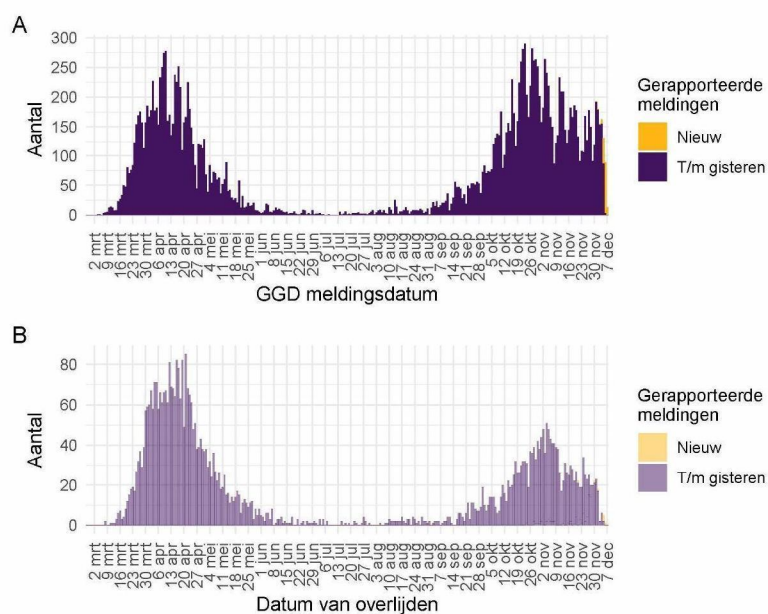 A
300
250
200
150
100
50
0
Aantal
2 mrt
9 mrt
16 mrt
23 mrt
30 mrt
6 apr
13 apr
20 apr
27 apr
4 mei
11 mei
18 mei
25 mei
1 jun
8 jun
15 jun
22 jun
29 jun
6 jul
13 jul
20 jul
27 jul
3 aug
10 aug
17 aug
24 aug
31 aug
7 sep
14 sep
21 sep
28 sep
5 okt
12 okt
19 okt
26 okt
2 nov
9 nov
16 nov
23 nov
30 nov
7 dec
GGD meldingsdatum
Gerapporteerde
meldingen
Nieuw
T/m gisteren
B
80
60
40
20
0
Aantal
2 mrt
9 mrt
16 mrt
23 mrt
30 mrt
6 apr
13 apr
20 apr
27 apr
4 mei
11 mei
18 mei
25 mei
1 jun
8 jun
15 jun
22 jun
29 jun
6 jul
13 jul
20 jul
27 jul
3 aug
10 aug
17 aug
24 aug
31 aug
7 sep
14 sep
21 sep
28 sep
5 okt
12 okt
19 okt
26 okt
2 nov
9 nov
16 nov
23 nov
30 nov
7 dec
Datum van overlijden
Gerapporteerde
meldingen
Nieuw
T/m gisteren